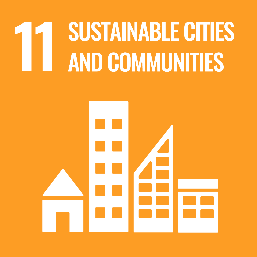 11 SUSTAINABLE CITIES
AND COMMUNITIES